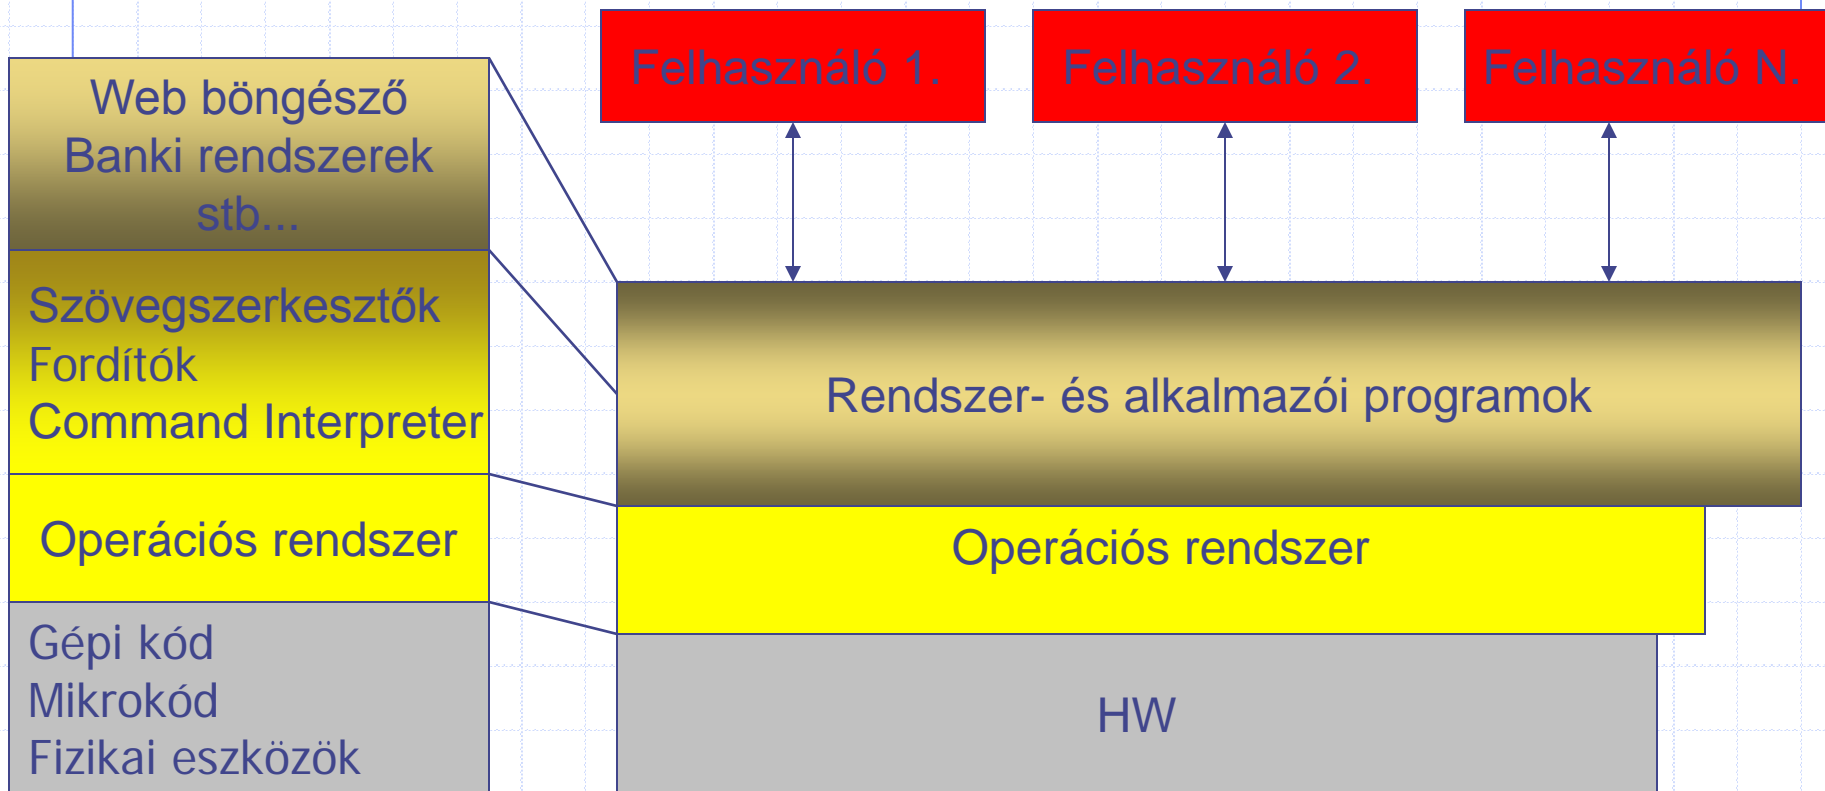 Felhasználó 1.
Felhasználó 2.
Felhasználó N.
Web böngésző
Banki rendszerek
stb...
Szövegszerkesztők
Fordítók
Command Interpreter
Operációs rendszer
Gépi kód
Mikrokód
Fizikai eszközök
Rendszer- és alkalmazói programok
Operációs rendszer
HW